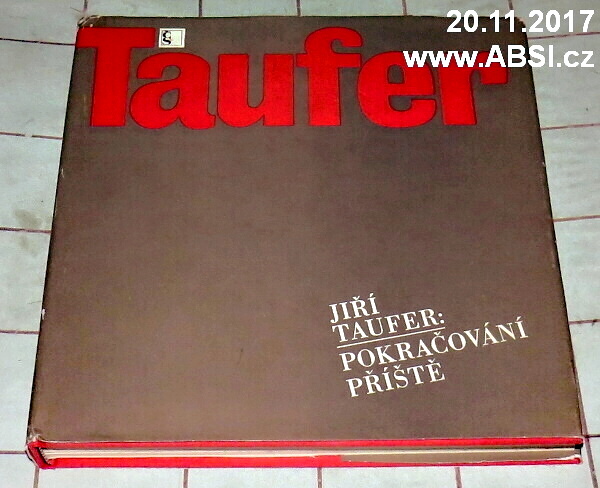 20.11.2017
www.ABSI.cz
Taufer
JIŘÍ
TAUFER:
POKRAČOVÁNÍ
PŘÍŠTĚ